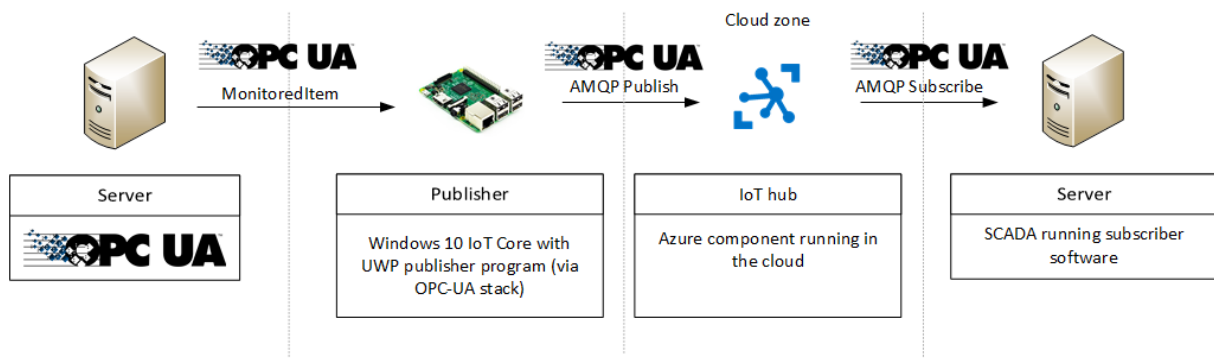 Cloud zone
OPC UA
MonitoredItem
OPC UA
AMQP Publish
OPC UA
AMQP Subscribe
Server
OPC UA
Publisher
Windows 10 IoT Core with
UWP publisher program (via
OPC-UA stack)
IoT hub
Azure component running in
the cloud
Server
SCADA running subscriber
software